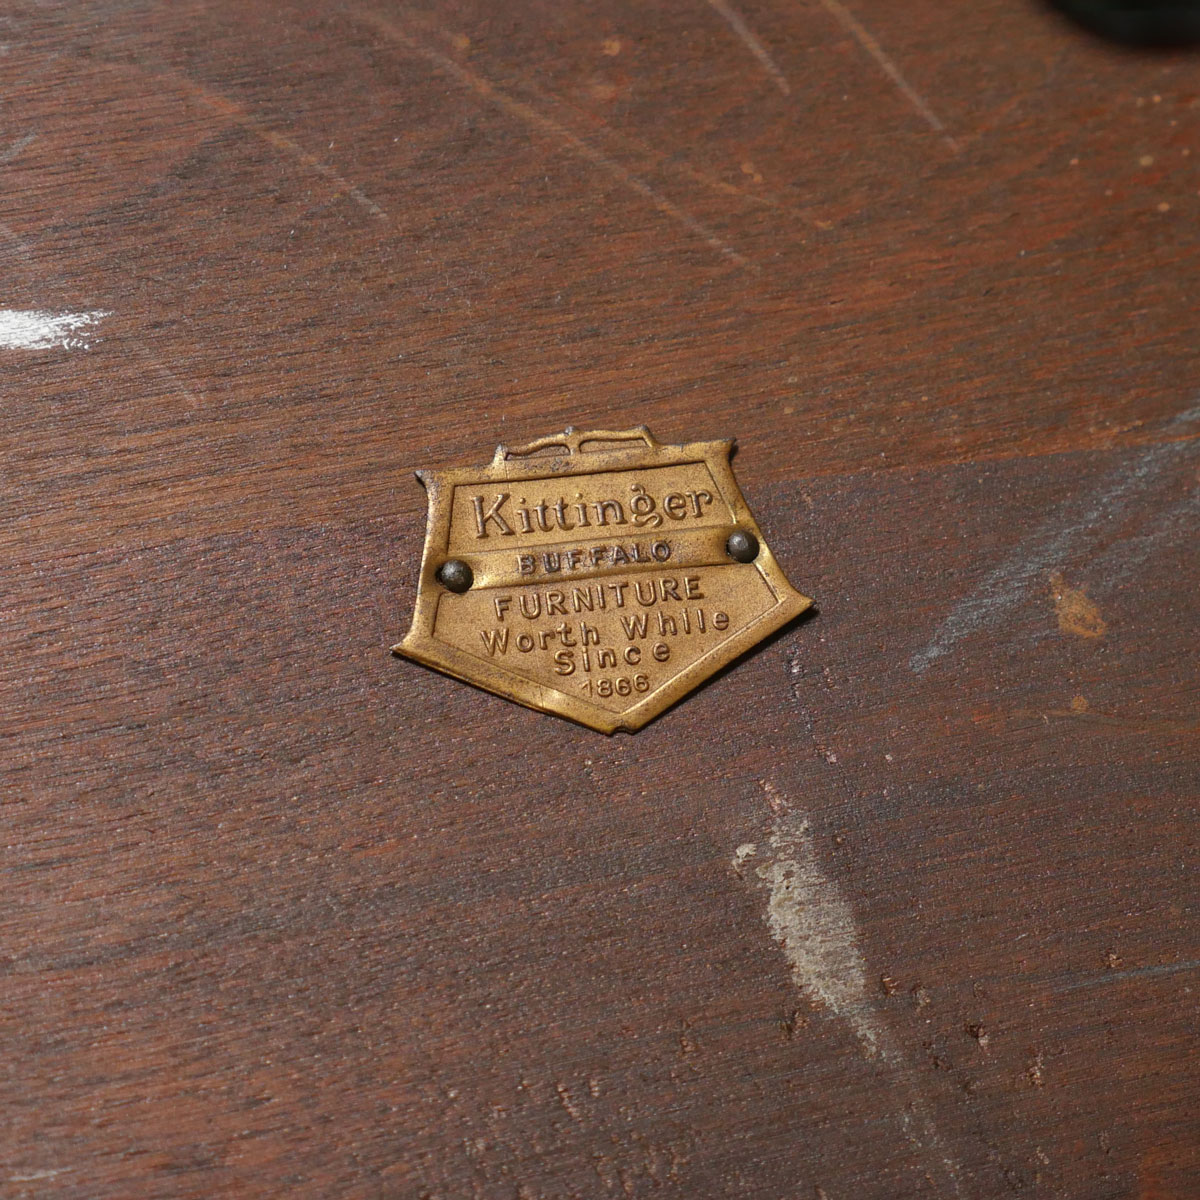 Kittinger
BUFFALO
FURNITURE
Worth While
Since
1866